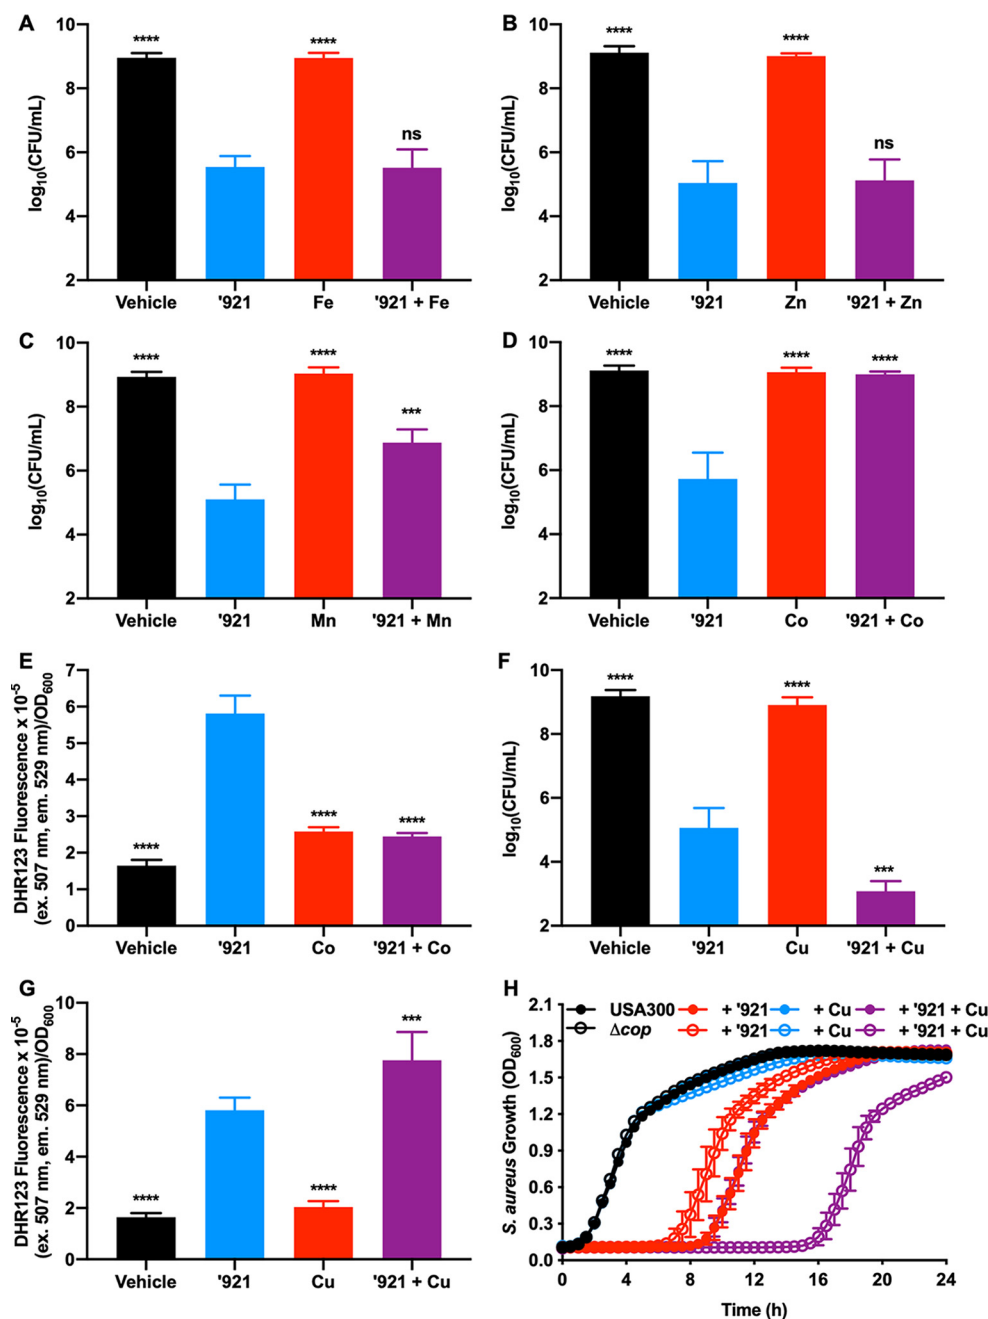 A
10
8
6
4
2
log10(CFU/mL)
****
****
ns
Vehicle
'921
Fe
'921 + Fe
B
10
8
6
4
2
log10(CFU/mL)
****
****
ns
Vehicle
'921
Zn
'921 + Zn
C
10
8
6
4
2
log10(CFU/mL)
****
****
***
Vehicle
'921
Mn
'921 + Mn
D
10
8
6
4
2
log10(CFU/mL)
****
****
****
Vehicle
'921
Co
'921 + Co
E
7
6
5
4
3
2
1
0
DHR123 Fluorescence x 10-5
(ex. 507 nm, em. 529 nm)/OD600
****
****
****
Vehicle
'921
Co
'921 + Co
F
10
8
6
4
2
log10(CFU/mL)
****
****
***
Vehicle
'921
Cu
'921 + Cu
G
10
8
6
4
2
0
DHR123 Fluorescence x 10-5
(ex. 507 nm, em. 529 nm)/OD600
****
****
***
Vehicle
'921
Cu
'921 + Cu
H
USA300 + '921 + Cu + '921 + Cu
Δcop + '921 + Cu + '921 + Cu
2.1
1.8
1.5
1.2
0.9
0.6
0.3
0.0
S. aureus Growth (OD600)
0 4 8 12 16 20 24
Time (h)